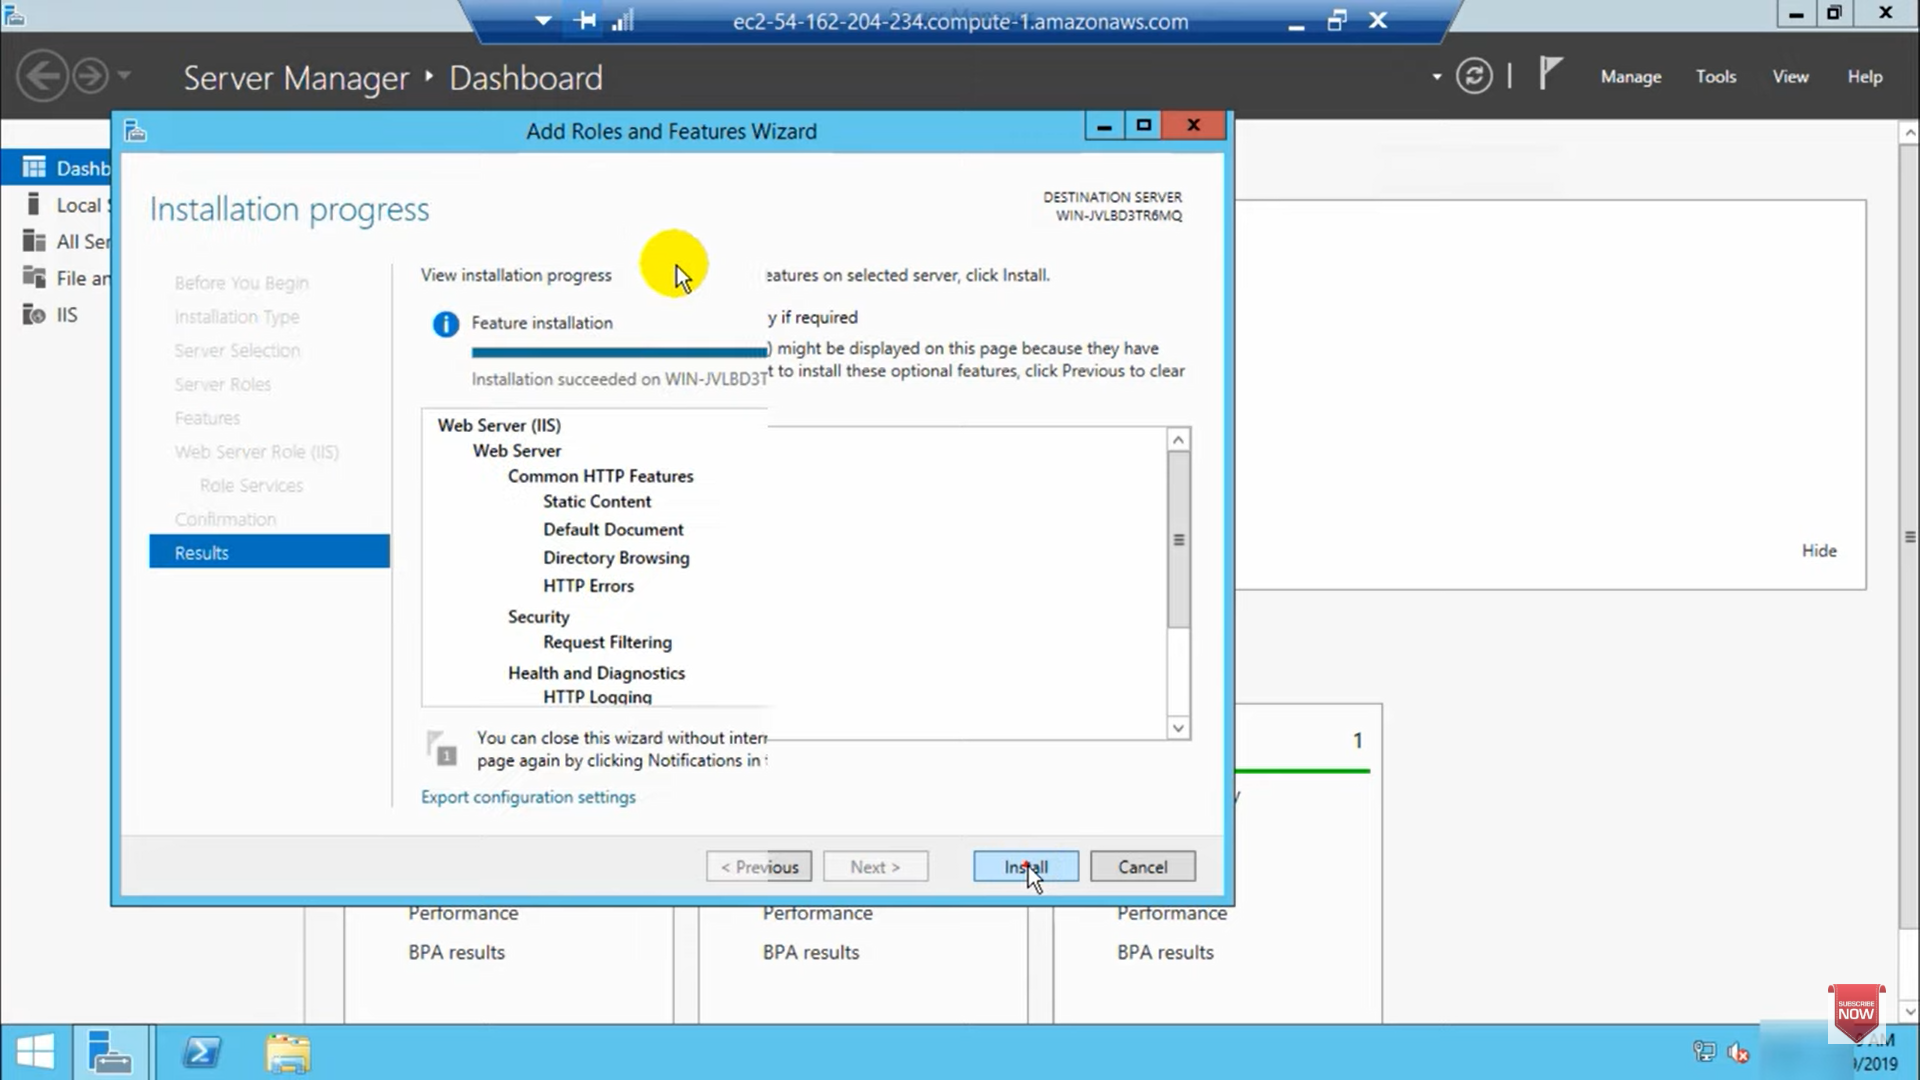 ec2-54-162-204-234.compute-1.amazonaws.com
Server Manager ‣ Dashboard
Manage Tools View Help
Add Roles and Features Wizard
Dashb
Local
All Ser
File an
IIS
Installation progress
DESTINATION SERVER
WIN-JVLBD3TR6MQ
Before You Begin
Installation Type
Server Selection
Server Roles
Features
Web Server Role (IIS)
Role Services
Confirmation
Results
View installation progress
eatures on selected server, click Install.
Feature installation
y if required
) might be displayed on this page because they have
t to install these optional features, click Previous to clear
Installation succeeded on WIN-JVLBD3T
Web Server (IIS)
Web Server
Common HTTP Features
Static Content
Default Document
Directory Browsing
HTTP Errors
Security
Request Filtering
Health and Diagnostics
HTTP Logging
1
You can close this wizard without interr
page again by clicking Notifications in
Export configuration settings
< Previous Next > Install Cancel
Hide
1
y
Performance Performance Performance
BPA results BPA results BPA results
SUBSCRIBE
NOW
AM
/2019